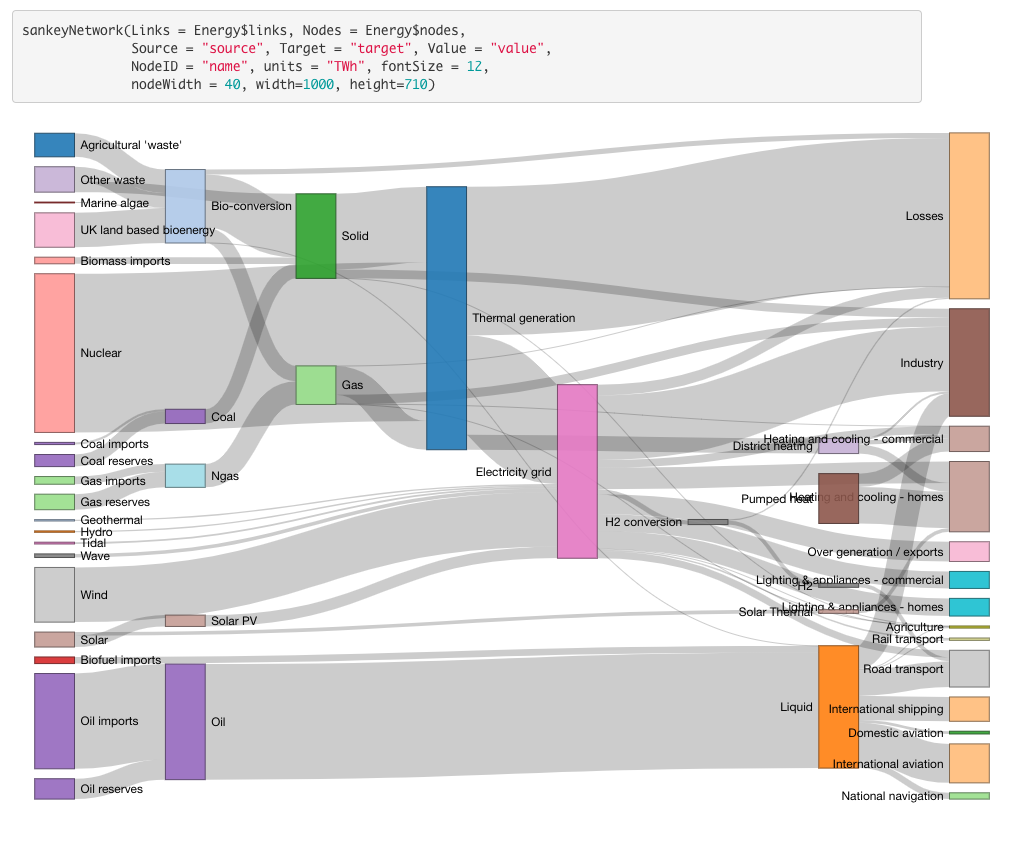 sankeyNetwork(Links = Energy$links, Nodes = Energy$nodes,
Source = "source", Target = "target", Value = "value",
NodeID = "name", units = "TWh", fontSize = 12,
nodeWidth = 40, width=1000, height=710)
Agricultural 'waste'
Other waste
Marine algae
UK land based bioenergy
Biomass imports
Nuclear
Coal imports
Coal reserves
Gas imports
Gas reserves
Geothermal
Hydro
Tidal
Wave
Wind
Solar
Biofuel imports
Oil imports
Oil reserves
Bio-conversion
Coal
Ngas
Solar PV
Oil
Solid
Gas
Thermal generation
Electricity grid
H2 conversion
District heating
Pumped heat
H2
Solar Thermal
Liquid
Losses
Industry
Heating and cooling - commercial
Heating and cooling - homes
Over generation / exports
Lighting & appliances - commercial
Lighting & appliances - homes
Agriculture
Rail transport
Road transport
International shipping
Domestic aviation
International aviation
National navigation